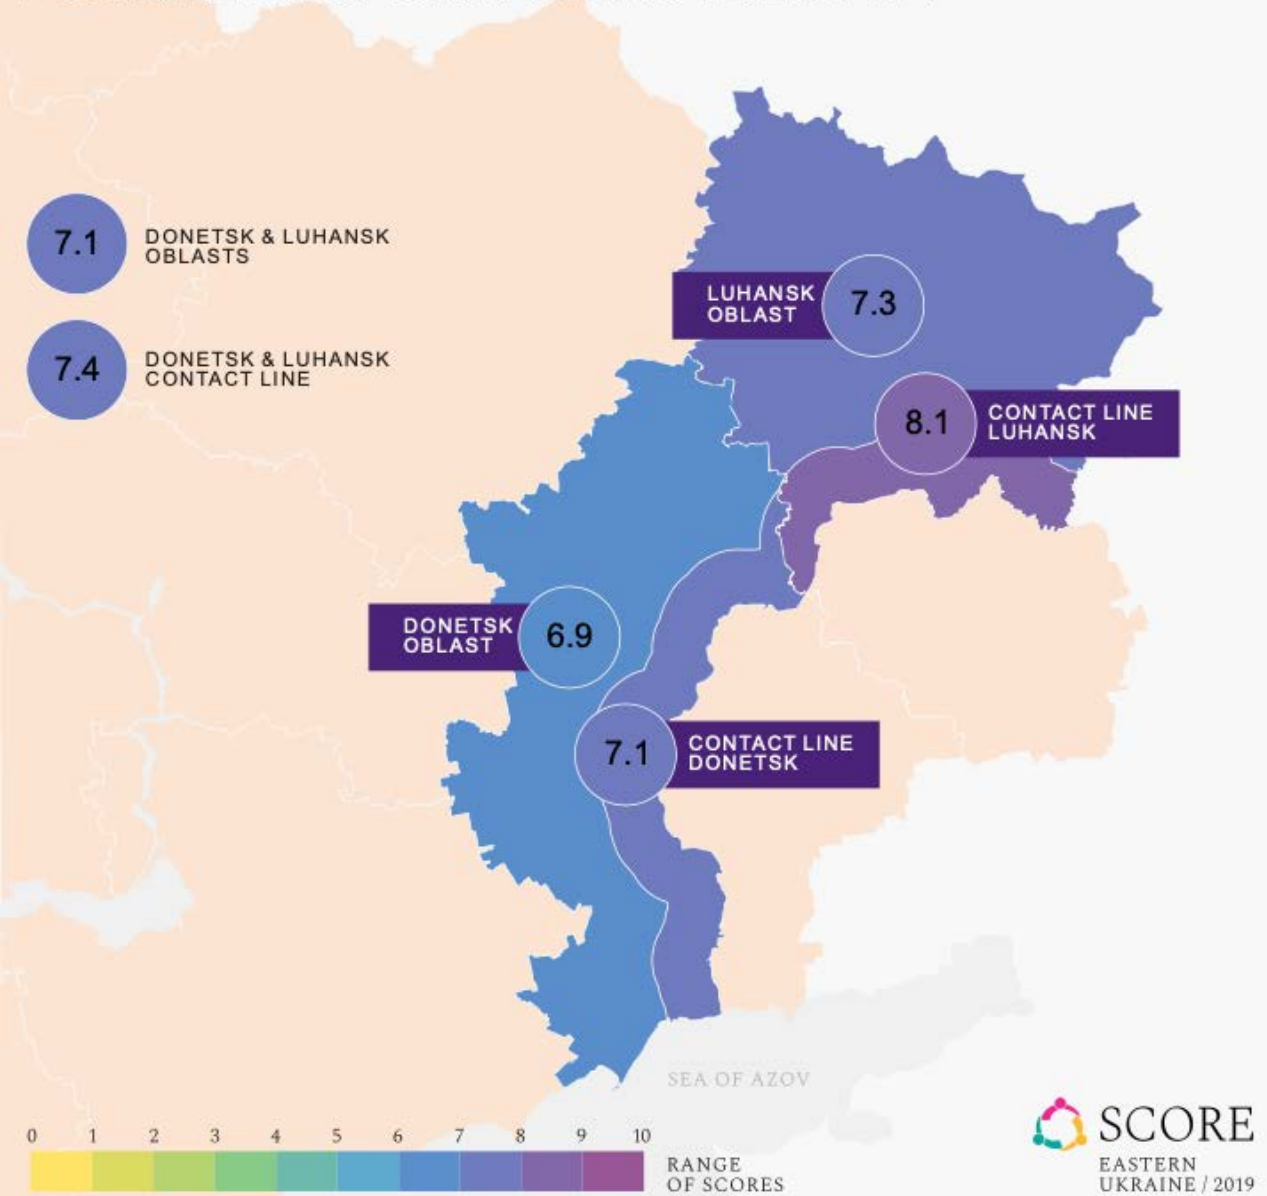 7.1
DONETSK & LUHANSK
OBLASTS
7.4
DONETSK & LUHANSK
CONTACT LINE
LUHANSK
OBLAST
7.3
8.1
CONTACT LINE
LUHANSK
DONETSK
OBLAST
6.9
7.1
CONTACT LINE
DONETSK
SEA OF AZOV
0 1 2 3 4 5 6 7 8 9 10
RANGE
OF SCORES
SCORE
EASTERN
UKRAINE / 2019